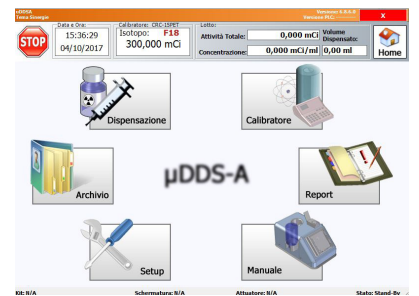 µDDSA
Tema Sinergie
Versione: 6.0.0.0
Versione PLC:
X
STOP
Data e Ora:
15:36:29
04/10/2017
Calibratore: CRC-15PET
Isotopo: F18
300,000 mCi
Lotto:
Attività Totale: 0,000 mCi
Volume Dispensato:
Concentrazione: 0,000 mCi/ml 0,00 ml
Home
Dispensazione
Calibratore
Archivio
µDDS-A
Report
Setup
Manuale
Kit: N/A
Schermatura: N/A
Attuatore: N/A
Stato: Stand-By